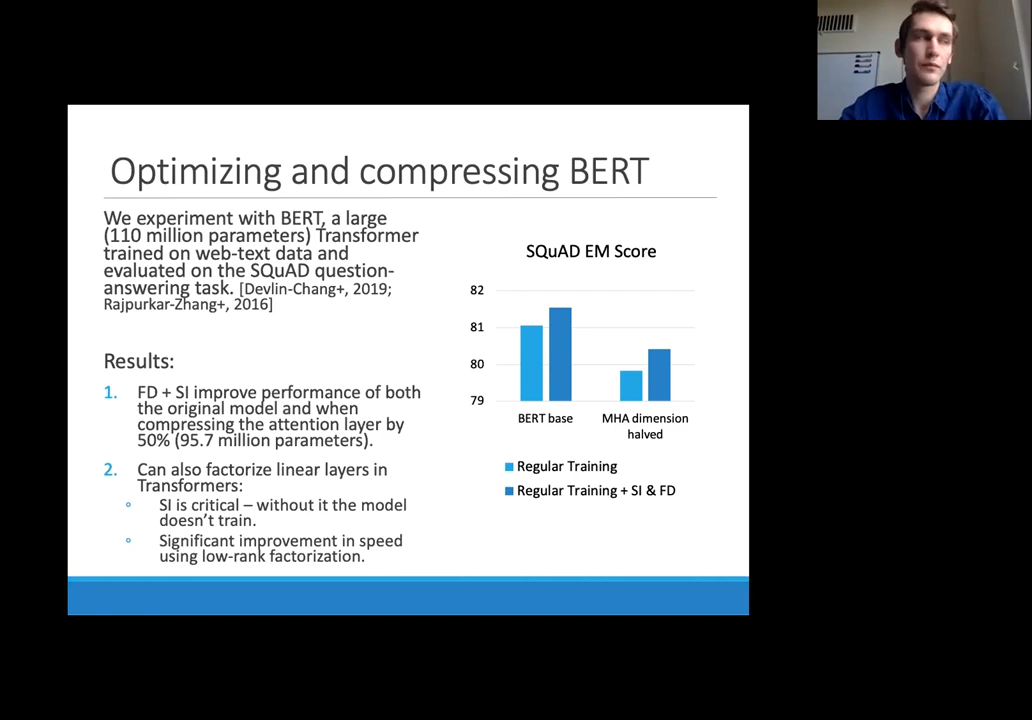 Optimizing and compressing BERT
We experiment with BERT, a large
(110 million parameters) Transformer
trained on web-text data and
evaluated on the SQuAD question-
answering task. [Devlin-Chang+, 2019;
Rajpurkar-Zhang+, 2016]
Results:
1. FD + SI improve performance of both
the original model and when
compressing the attention layer by
50% (95.7 million parameters).
2. Can also factorize linear layers in
Transformers:
SI is critical – without it the model
doesn't train.
Significant improvement in speed
using low-rank factorization.
SQuAD EM Score
82
81
80
79
BERT base
MHA dimension
halved
Regular Training
Regular Training + SI & FD